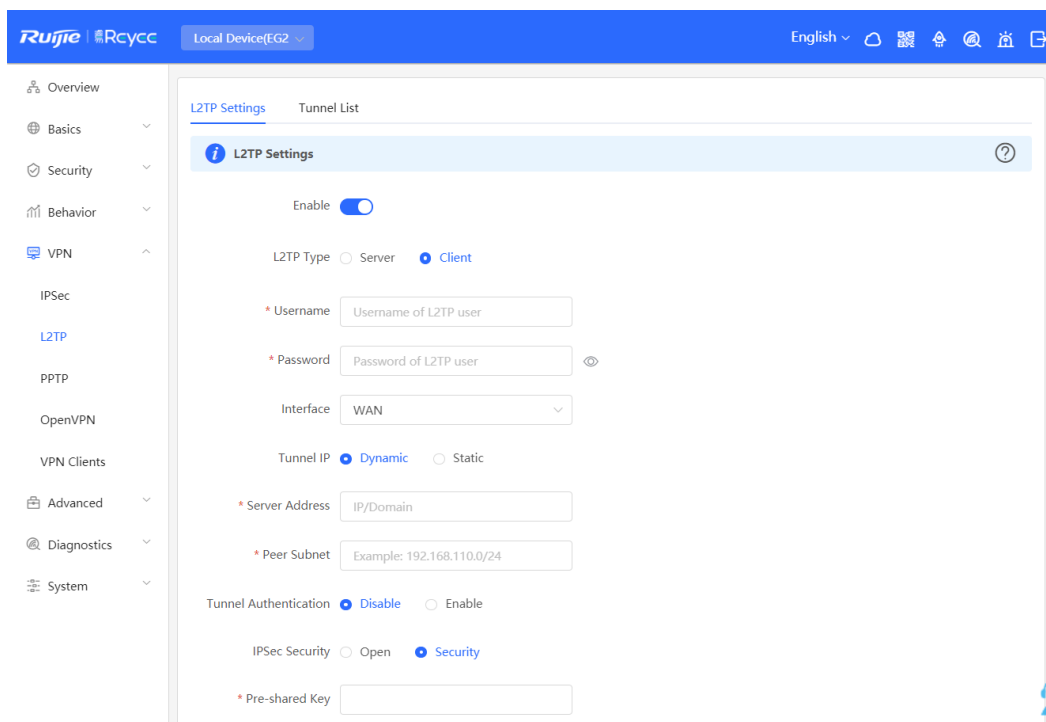 Ruijie Rcycc Local Device(EG2 English
Overview
Basics
Security
Behavior
VPN
IPSec
L2TP
PPTP
OpenVPN
VPN Clients
Advanced
Diagnostics
System
L2TP Settings Tunnel List
L2TP Settings
Enable
L2TP Type Server Client
* Username Username of L2TP user
* Password Password of L2TP user
Interface WAN
Tunnel IP Dynamic Static
* Server Address IP/Domain
* Peer Subnet Example: 192.168.110.0/24
Tunnel Authentication Disable Enable
IPSec Security Open Security
* Pre-shared Key